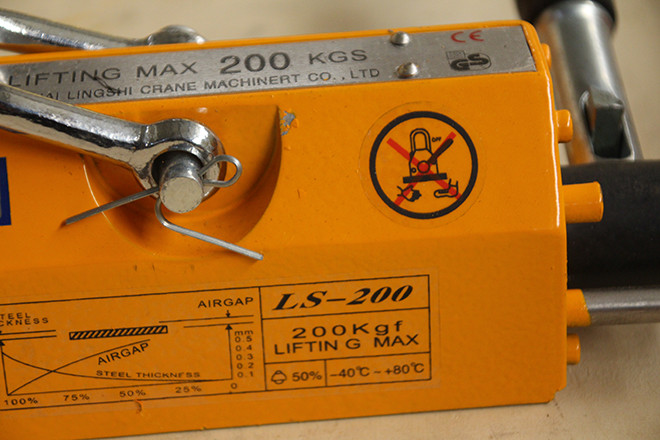 LIFTING MAX 200 KGS
CE
GS
AI LINGSHI CRANE MACHINERT CO., LTD
OFF
AIRGAP
mm
0.5
0.4
0.3
0.2
0.1
0
AIRGAP
STEEL THICKNESS
100% 75% 50% 25%
LS-200
200Kgf
LIFTIN G MAX
50% -40℃-+80℃